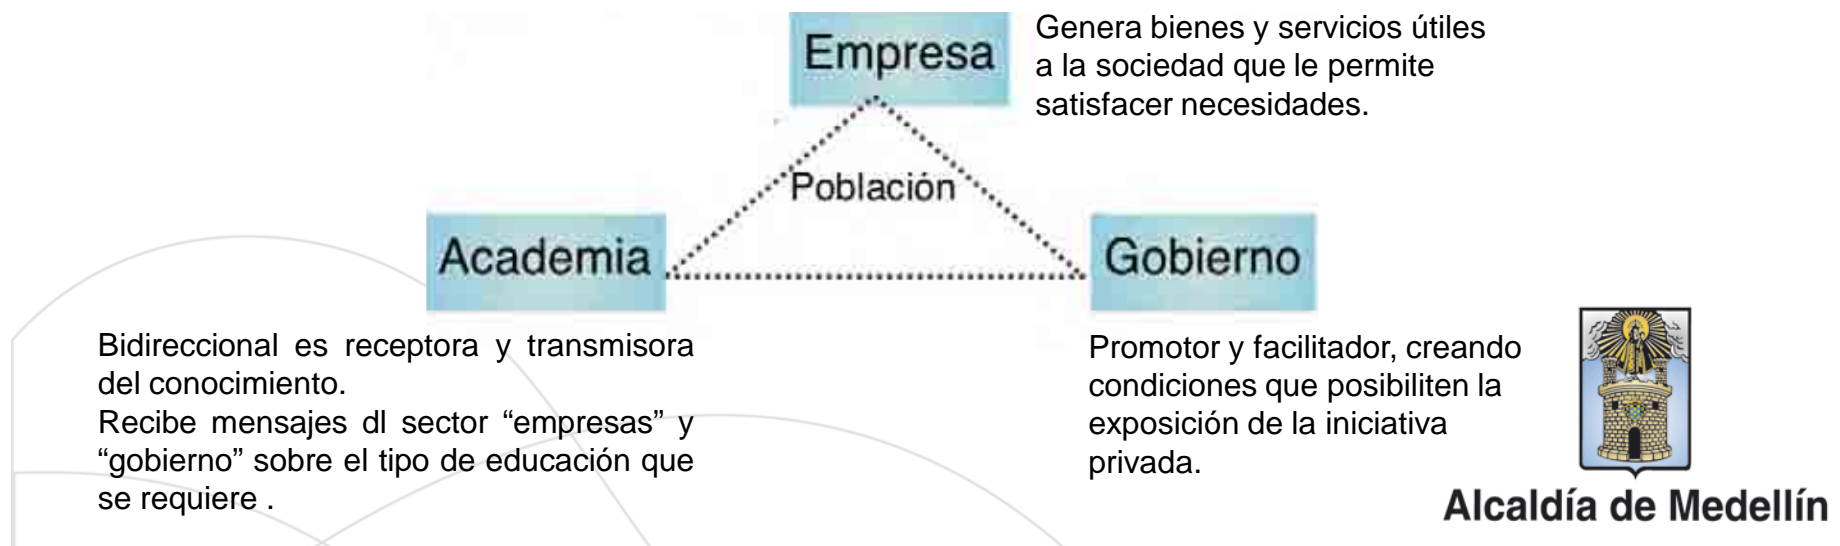 Empresa
Genera bienes y servicios útiles
a la sociedad que le permite
satisfacer necesidades.
Población
Academia
Gobierno
Bidireccional es receptora y transmisora
del conocimiento.
Recibe mensajes dl sector “empresas” y
“gobierno” sobre el tipo de educación que
se requiere .
Promotor y facilitador, creando
condiciones que posibiliten la
exposición de la iniciativa
privada.
Alcaldía de Medellín